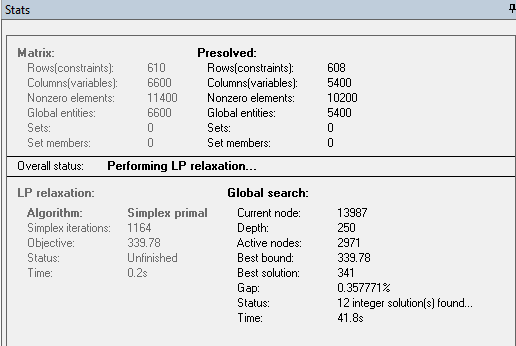 Stats
Matrix: Presolved:
Rows(constraints): 610 Rows(constraints): 608
Columns(variables): 6600 Columns(variables): 5400
Nonzero elements: 11400 Nonzero elements: 10200
Global entities: 6600 Global entities: 5400
Sets: 0 Sets: 0
Set members: 0 Set members: 0
Overall status: Performing LP relaxation...
LP relaxation: Global search:
Algorithm: Simplex primal Current node: 13987
Simplex iterations: 1164 Depth: 250
Objective: 339.78 Active nodes: 2971
Status: Unfinished Best bound: 339.78
Time: 0.2s Best solution: 341
Gap: 0.357771%
Status: 12 integer solution(s) found...
Time: 41.8s